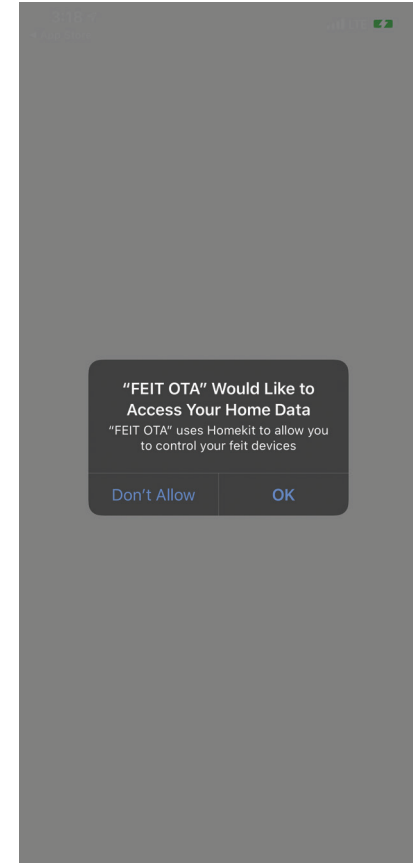 “FEIT OTA” Would Like to
Access Your Home Data
“FEIT OTA” uses Homekit to allow you
to control your feit devices
Don’t Allow
OK